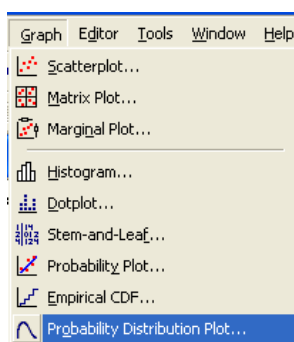 Graph Editor Tools Window Help
Scatterplot...
Matrix Plot...
Marginal Plot...
Histogram...
Dotplot...
Stem-and-Leaf...
Probability Plot...
Empirical CDF...
Probability Distribution Plot...